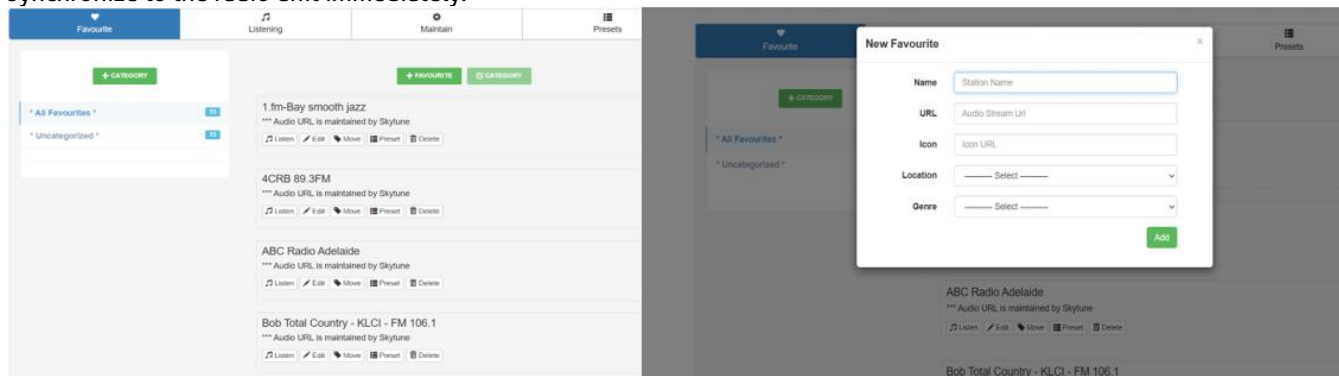 synchronize to the radio unit immediately.
Favourite
Listening
Maintain
Presets
+ CATEGORY
+ FAVOURITE
CATEGORY
* All Favourites *
* Uncategorized *
1.fm-Bay smooth jazz
*** Audio URL is maintained by Skytune
Listen Edit Move Preset Delete
4CRB 89.3FM
*** Audio URL is maintained by Skytune
Listen Edit Move Preset Delete
ABC Radio Adelaide
*** Audio URL is maintained by Skytune
Listen Edit Move Preset Delete
Bob Total Country - KLCI - FM 106.1
*** Audio URL is maintained by Skytune
Listen Edit Move Preset Delete
Favourite
Presets
+ CATEGORY
* All Favourites *
* Uncategorized *
New Favourite ×
Name Station Name
URL Audio Stream Url
Icon Icon URL
Location ---------- Select ----------
Genre ---------- Select ----------
Add
ABC Radio Adelaide
*** Audio URL is maintained by Skytune
Listen Edit Move Preset Delete
Bob Total Country - KLCI - FM 106.1